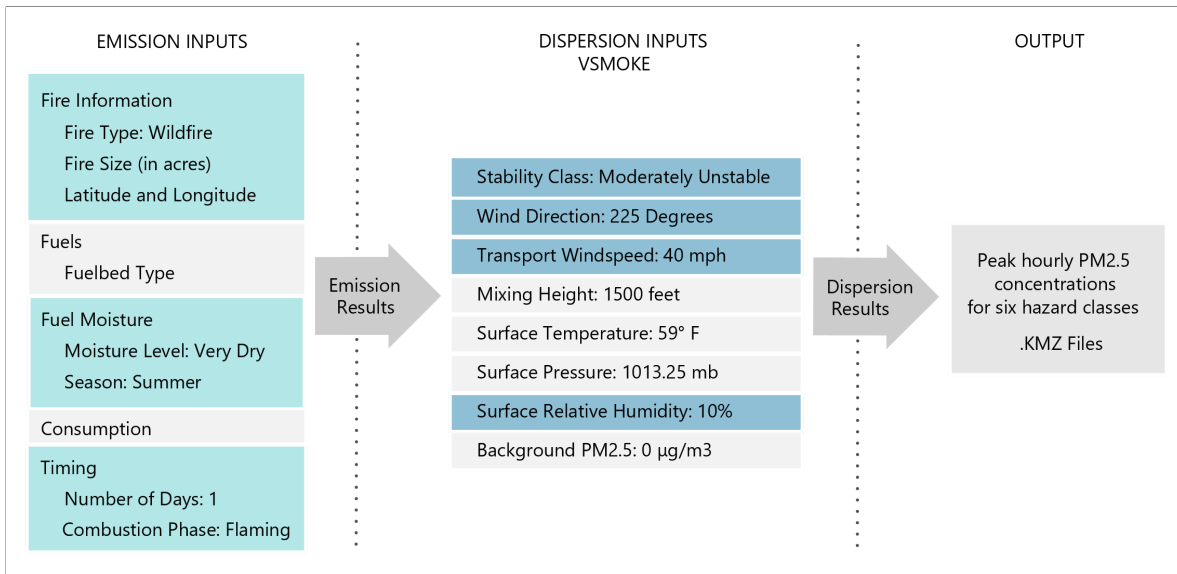 EMISSION INPUTS
Fire Information
Fire Type: Wildfire
Fire Size (in acres)
Latitude and Longitude
Fuels
Fuelbed Type
Fuel Moisture
Moisture Level: Very Dry
Season: Summer
Consumption
Timing
Number of Days: 1
Combustion Phase: Flaming
Emission
Results
DISPERSION INPUTS
VSMOKE
Stability Class: Moderately Unstable
Wind Direction: 225 Degrees
Transport Windspeed: 40 mph
Mixing Height: 1500 feet
Surface Temperature: 59° F
Surface Pressure: 1013.25 mb
Surface Relative Humidity: 10%
Background PM2.5: 0 µg/m3
Dispersion
Results
OUTPUT
Peak hourly PM2.5
concentrations
for six hazard classes
.KMZ Files